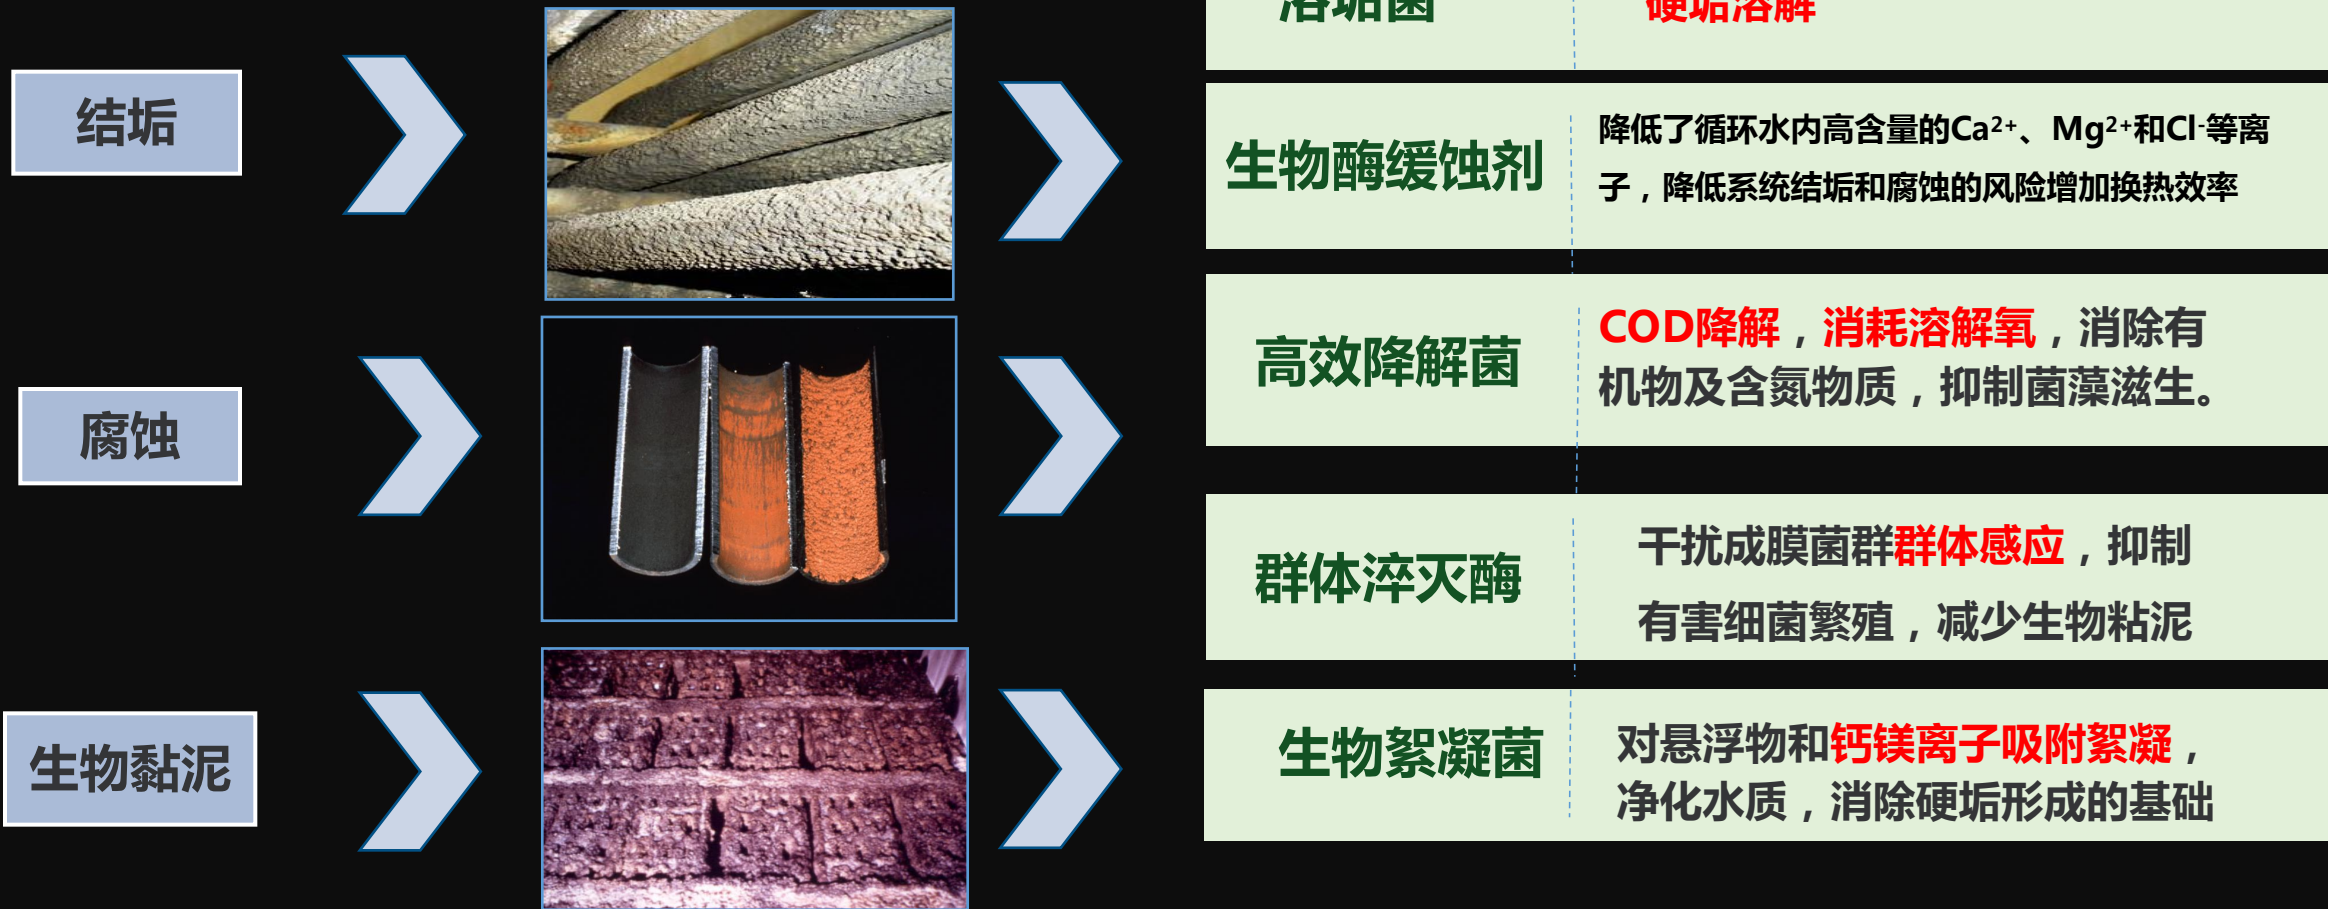 溶垢菌
硬垢溶解
结垢
生物酶缓蚀剂
降低了循环水内高含量的Ca²⁺、Mg²⁺和Cl⁻等离
子，降低系统结垢和腐蚀的风险增加换热效率
腐蚀
高效降解菌
COD降解，消耗溶解氧，消除有
机物及含氮物质，抑制菌藻滋生。
群体淬灭酶
干扰成膜菌群群体感应，抑制
有害细菌繁殖，减少生物粘泥
生物黏泥
生物絮凝菌
对悬浮物和钙镁离子吸附絮凝，
净化水质，消除硬垢形成的基础